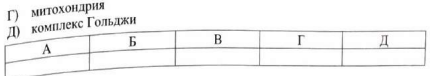 Г) митохондрия
Д) комплекс Гольджи
А Б В Г Д